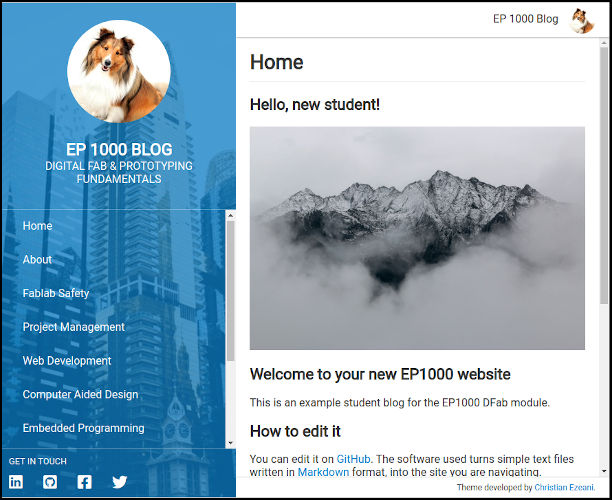 EP 1000 BLOG
DIGITAL FAB & PROTOTYPING
FUNDAMENTALS
Home
About
Fablab Safety
Project Management
Web Development
Computer Aided Design
Embedded Programming
GET IN TOUCH
EP 1000 Blog
Home
Hello, new student!
Welcome to your new EP1000 website
This is an example student blog for the EP1000 DFab module.
How to edit it
You can edit it on GitHub. The software used turns simple text files
written in Markdown format, into the site you are navigating.
Theme developed by Christian Ezeani.